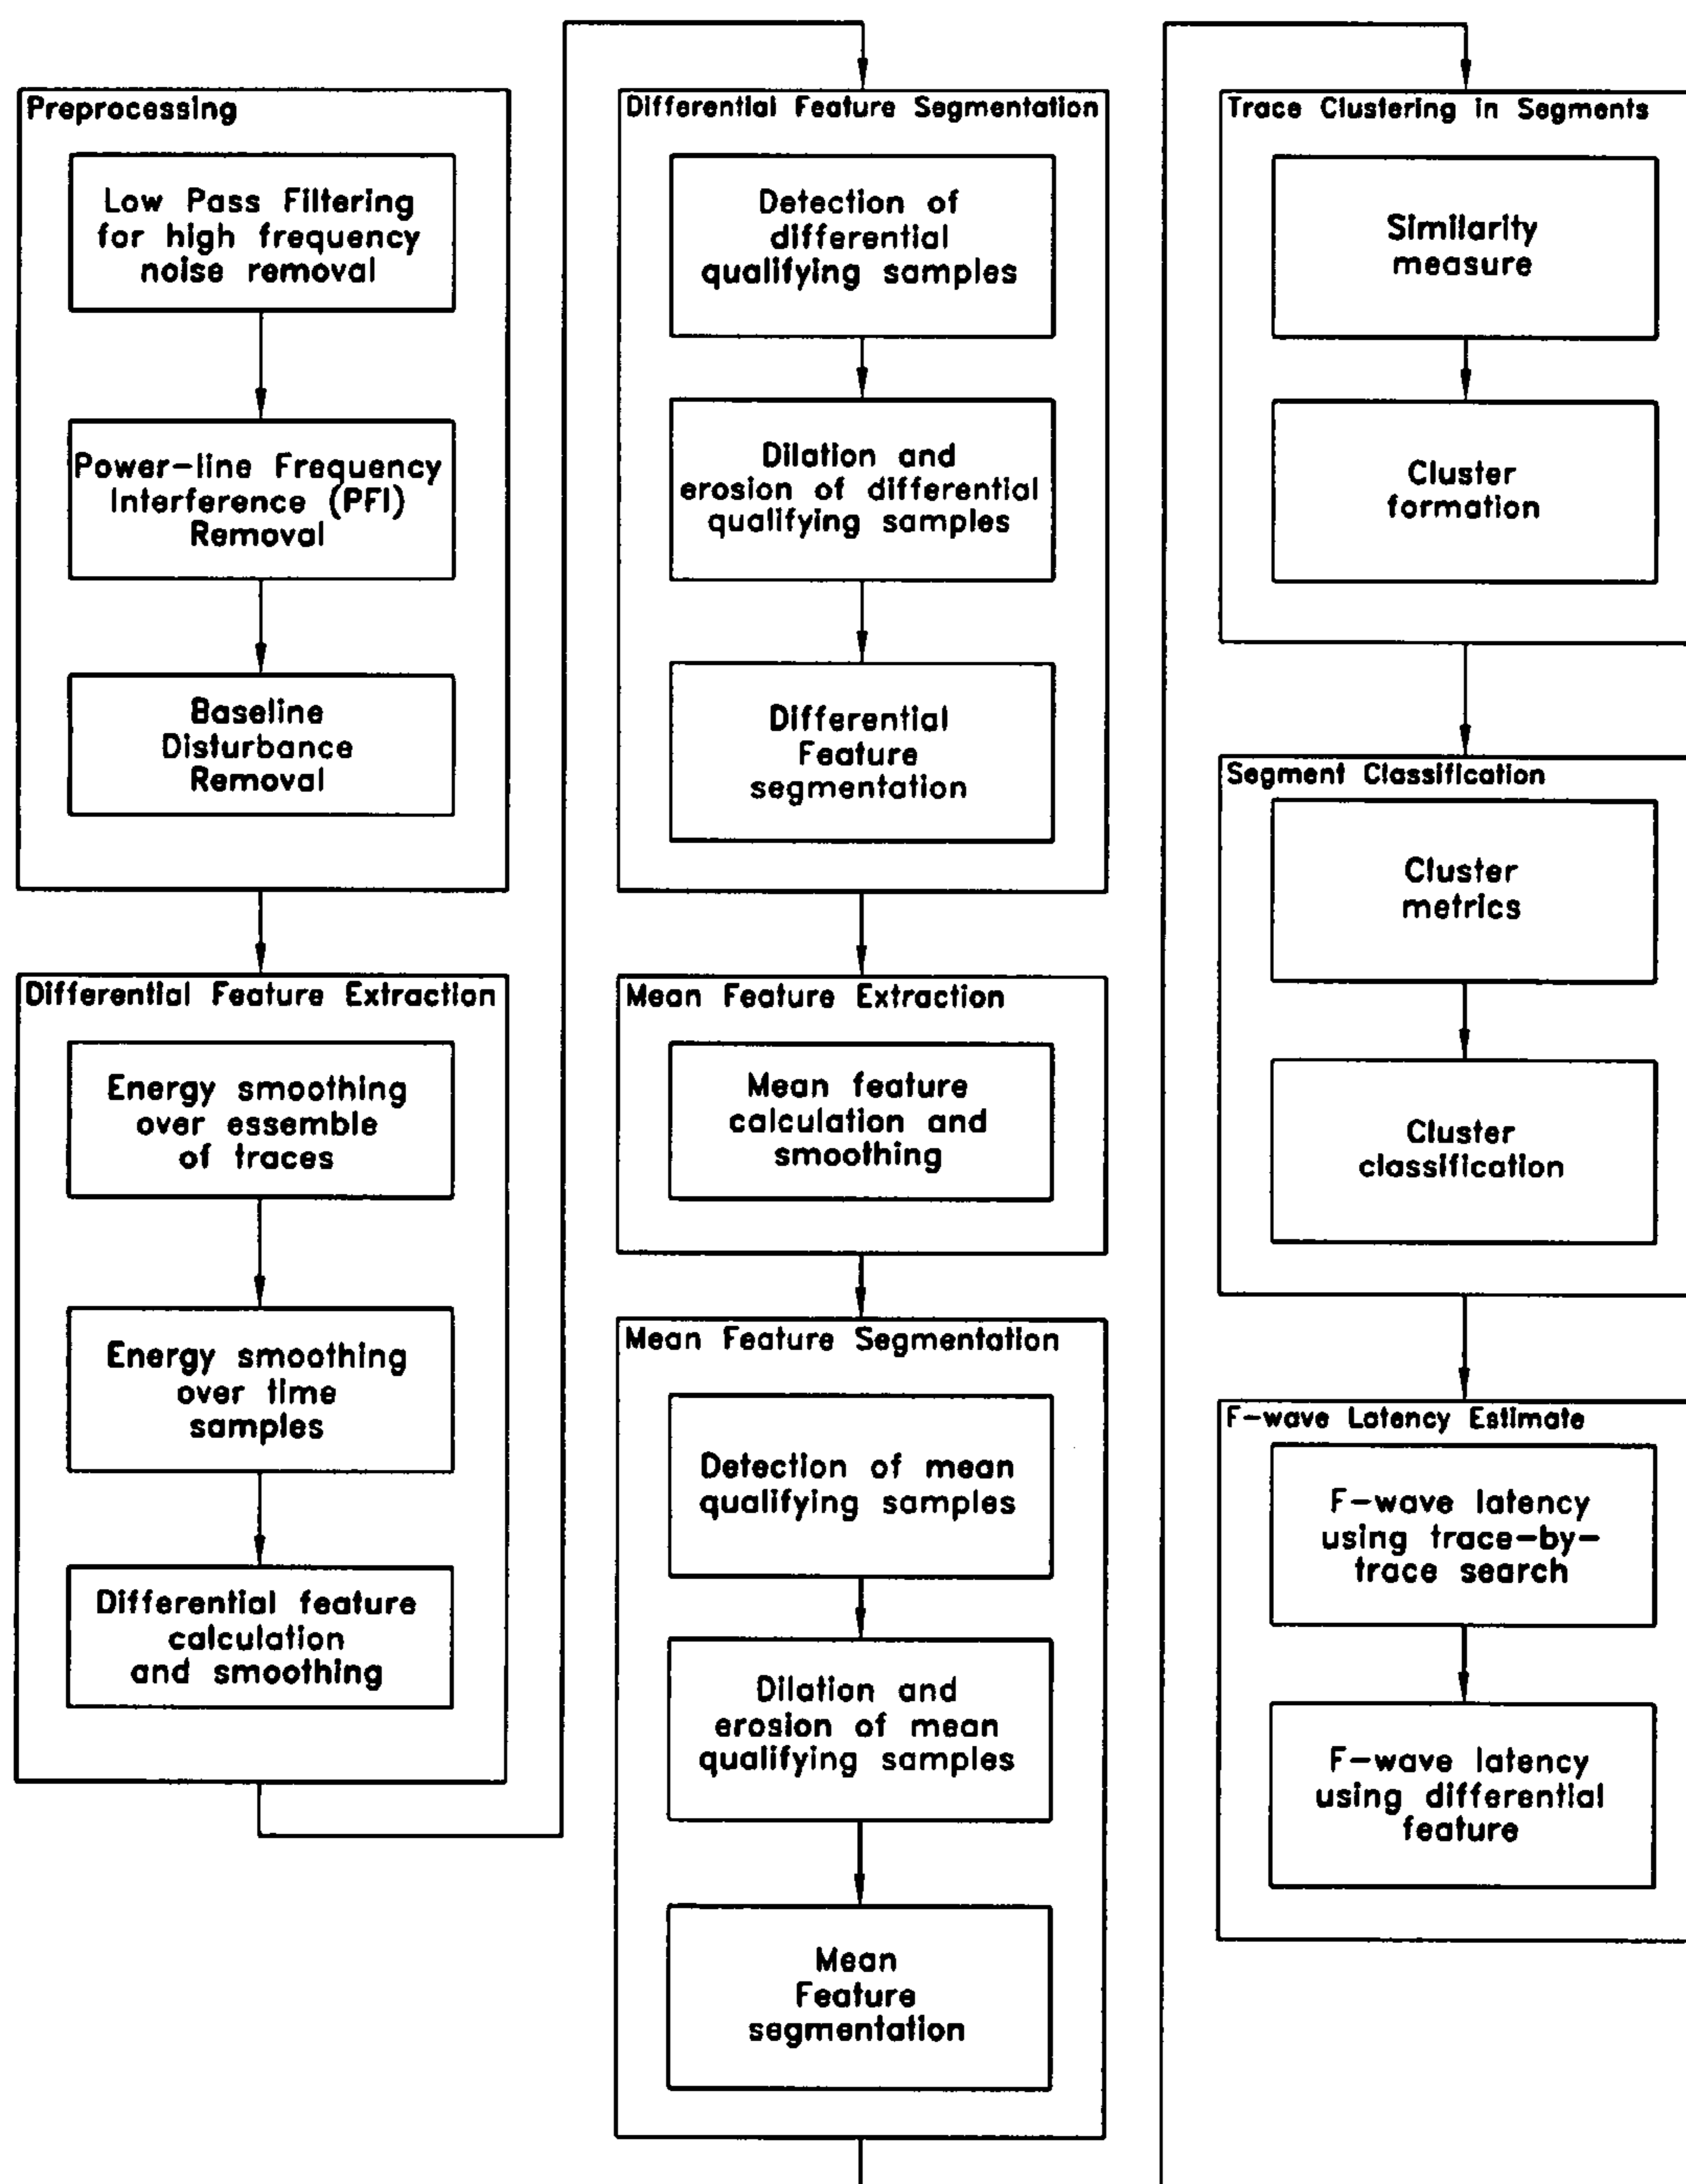 Preprocessing
Low Pass Filtering
for high frequency
noise removal
Power-line Frequency
Interference (PFI)
Removal
Baseline
Disturbance
Removal
Differential Feature Extraction
Energy smoothing
over essemble
of traces
Energy smoothing
over time
samples
Differential feature
calculation
and smoothing
Differential Feature Segmentation
Detection of
differential
qualifying samples
Dilation and
erosion of differential
qualifying samples
Differential
Feature
segmentation
Mean Feature Extraction
Mean feature
calculation and
smoothing
Mean Feature Segmentation
Detection of mean
qualifying samples
Dilation and
erosion of mean
qualifying samples
Mean
Feature
segmentation
Trace Clustering in Segments
Similarity
measure
Cluster
formation
Segment Classification
Cluster
metrics
Cluster
classification
F-wave Latency Estimate
F-wave latency
using trace-by-
trace search
F-wave latency
using differential
feature